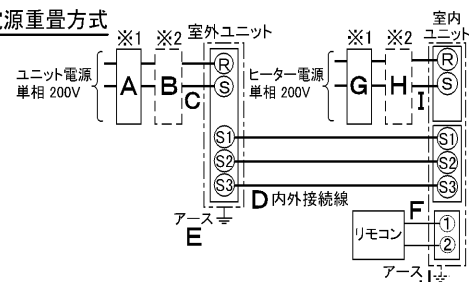 源重畳方式
※1 ※2 室外ユニット
ユニット電源
単相 200V
A B C
R
S
S1
S2
S3
D 内外接続線
アース
E
※1 ※2 室内
ユニット
ヒーター電源
単相 200V
G H I
R
S
S1
S2
S3
F
リモコン
①
②
アース J